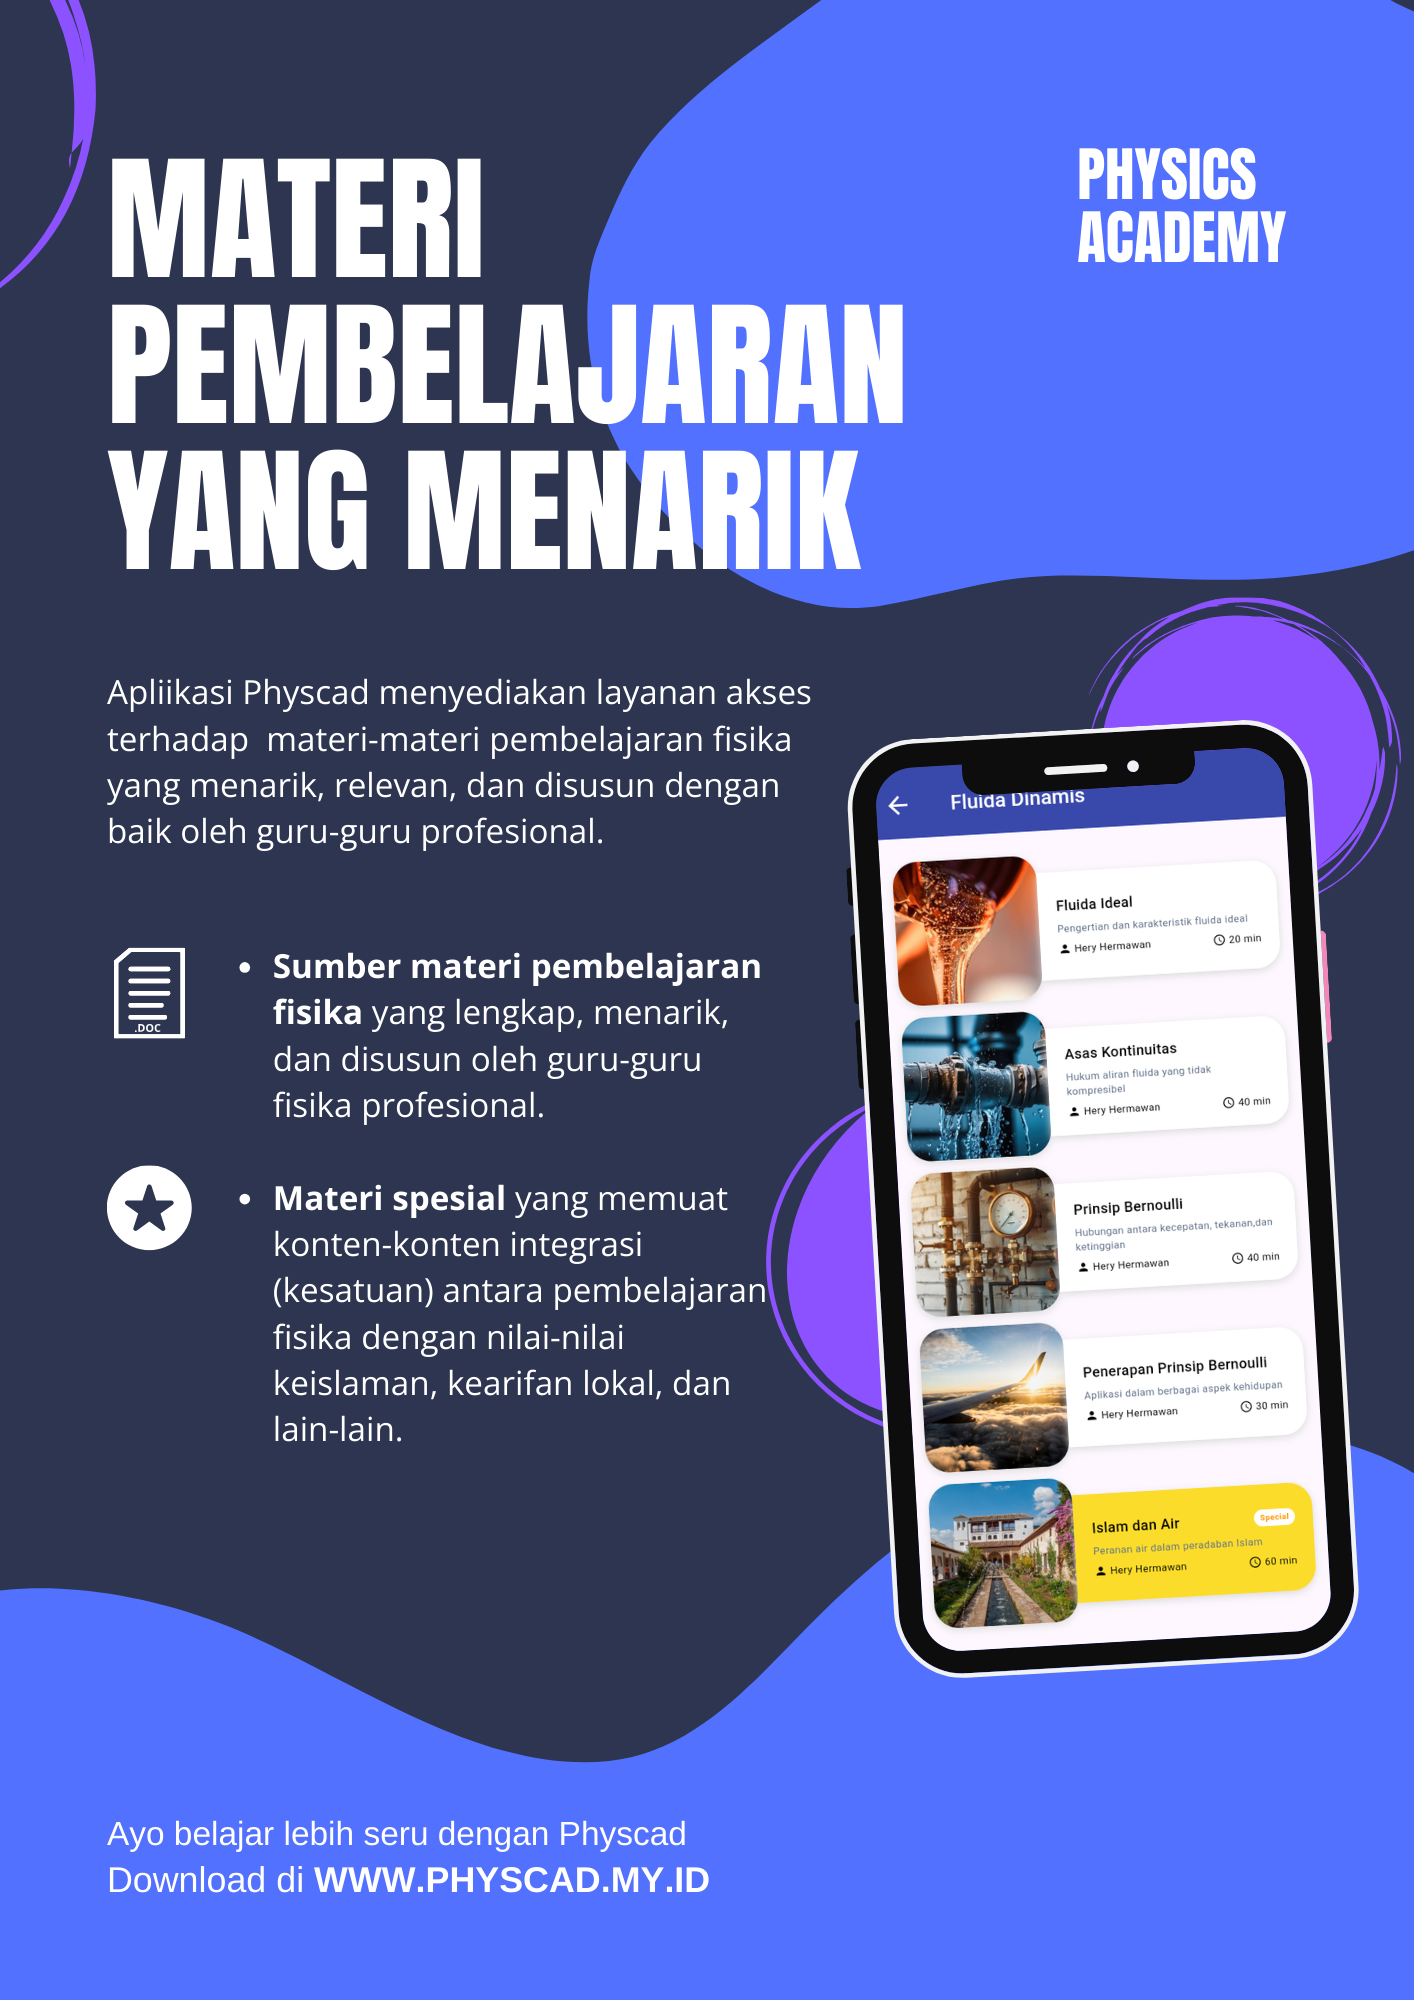 MATERI
PEMBELAJARAN
YANG MENARIK
PHYSICS
ACADEMY
Apliikasi Physcad menyediakan layanan akses
terhadap  materi-materi pembelajaran fisika
yang menarik, relevan, dan disusun dengan
baik oleh guru-guru profesional.
.DOC
• Sumber materi pembelajaran
fisika yang lengkap, menarik,
dan disusun oleh guru-guru
fisika profesional.
• Materi spesial yang memuat
konten-konten integrasi
(kesatuan) antara pembelajaran
fisika dengan nilai-nilai
keislaman, kearifan lokal, dan
lain-lain.
Fluida Dinamis
Fluida Ideal
Pengertian dan karakteristik fluida ideal
Hery Hermawan 20 min
Asas Kontinuitas
Hukum aliran fluida yang tidak
kompresibel
Hery Hermawan 40 min
Prinsip Bernoulli
Hubungan antara kecepatan, tekanan,dan
ketinggian
Hery Hermawan 40 min
Penerapan Prinsip Bernoulli
Aplikasi dalam berbagai aspek kehidupan
Hery Hermawan 30 min
Islam dan Air Special
Peranan air dalam peradaban Islam
Hery Hermawan 60 min
Ayo belajar lebih seru dengan Physcad
Download di WWW.PHYSCAD.MY.ID